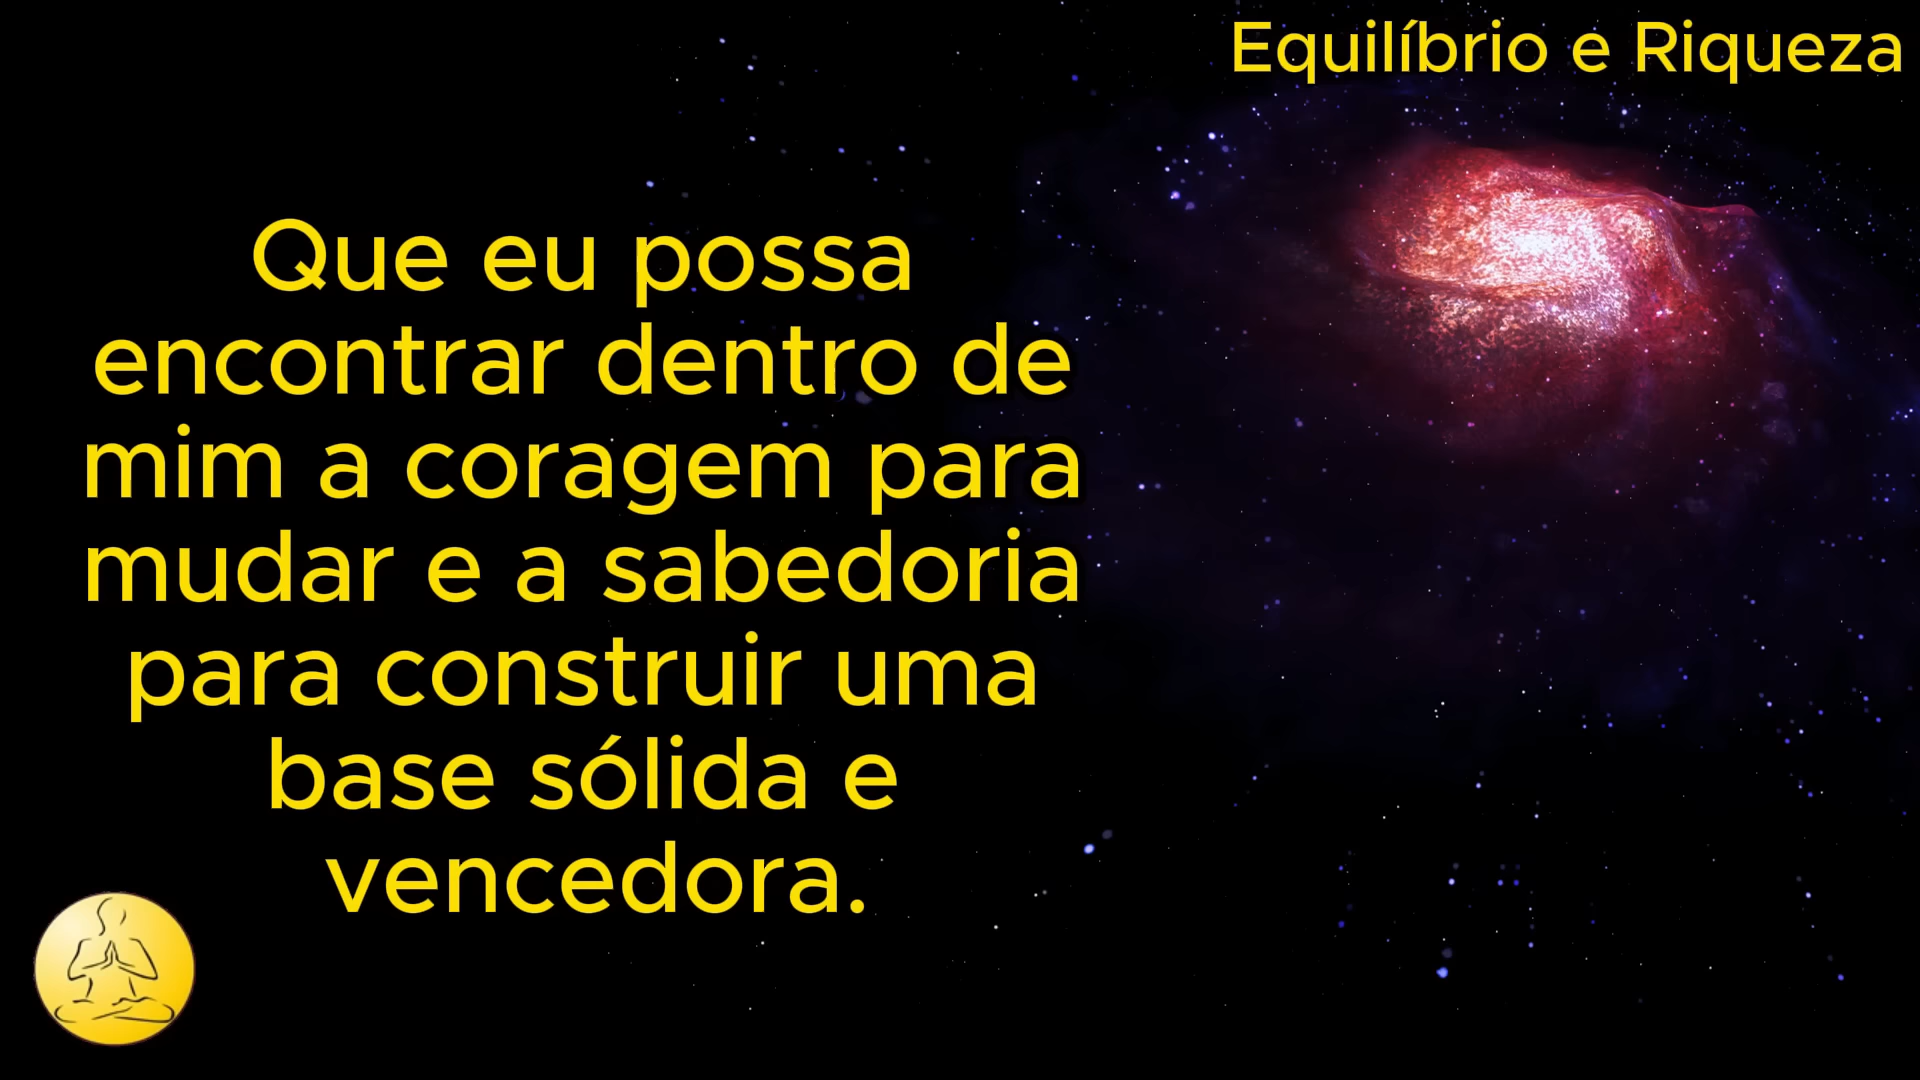 Equilíbrio e Riqueza
Que eu possa
encontrar dentro de
mim a coragem para
mudar e a sabedoria
para construir uma
base sólida e
vencedora.